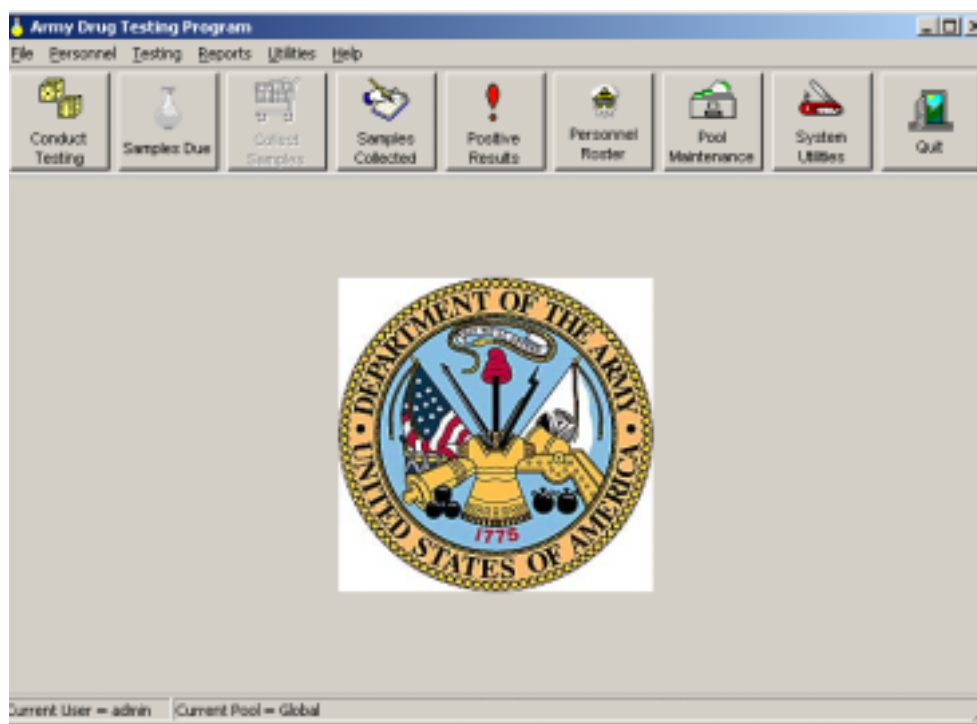 Army Drug Testing Program
File Personnel Testing Reports Utilities Help
Conduct
Testing
Samples Due
Collect
Samples
Samples
Collected
Positive
Results
Personnel
Roster
Pool
Maintenance
System
Utilities
Quit
DEPARTMENT OF THE ARMY
UNITED STATES OF AMERICA
1775
Current User = admin
Current Pool = Global